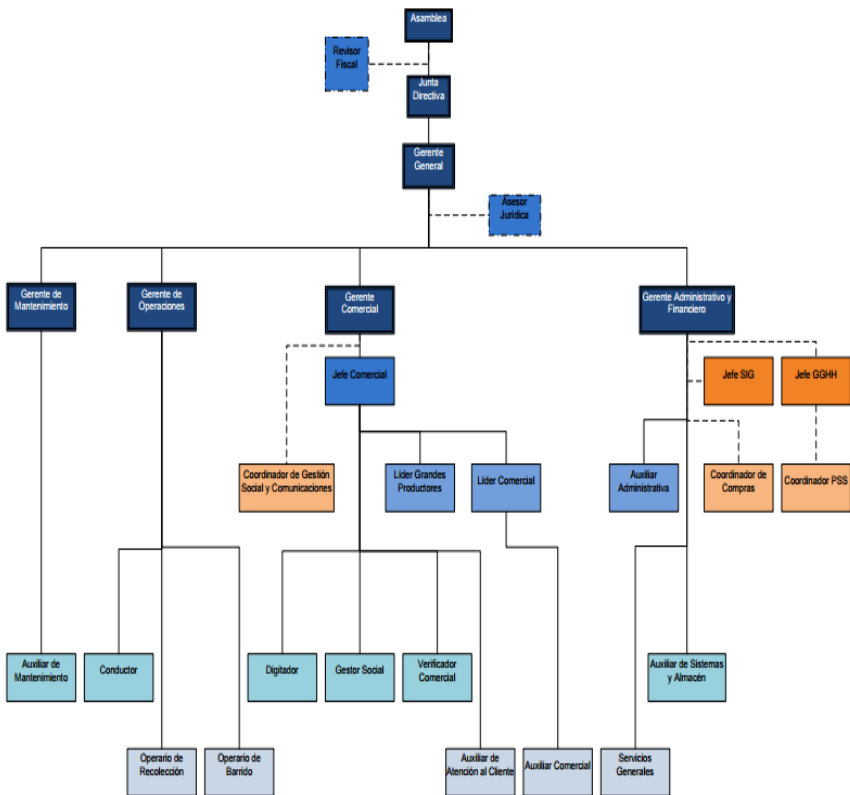 Asamblea
Revisor
Fiscal
Junta
Directiva
Gerente
General
Asesor
Jurídica
Gerente de
Mantenimiento
Gerente de
Operaciones
Gerente
Comercial
Gerente Administrativo y
Financiero
Jefe Comercial
Jefe SIG
Jefe GGHH
Coordinador de Gestión
Social y Comunicaciones
Líder Grandes
Productores
Líder Comercial
Auxiliar
Administrativa
Coordinador de
Compras
Coordinador PSS
Auxiliar de
Mantenimiento
Conductor
Digitador
Gestor Social
Verificador
Comercial
Auxiliar de Sistemas
y Almacén
Operario de
Recolección
Operario de
Barrido
Auxiliar de
Atención al Cliente
Auxiliar Comercial
Servicios
Generales